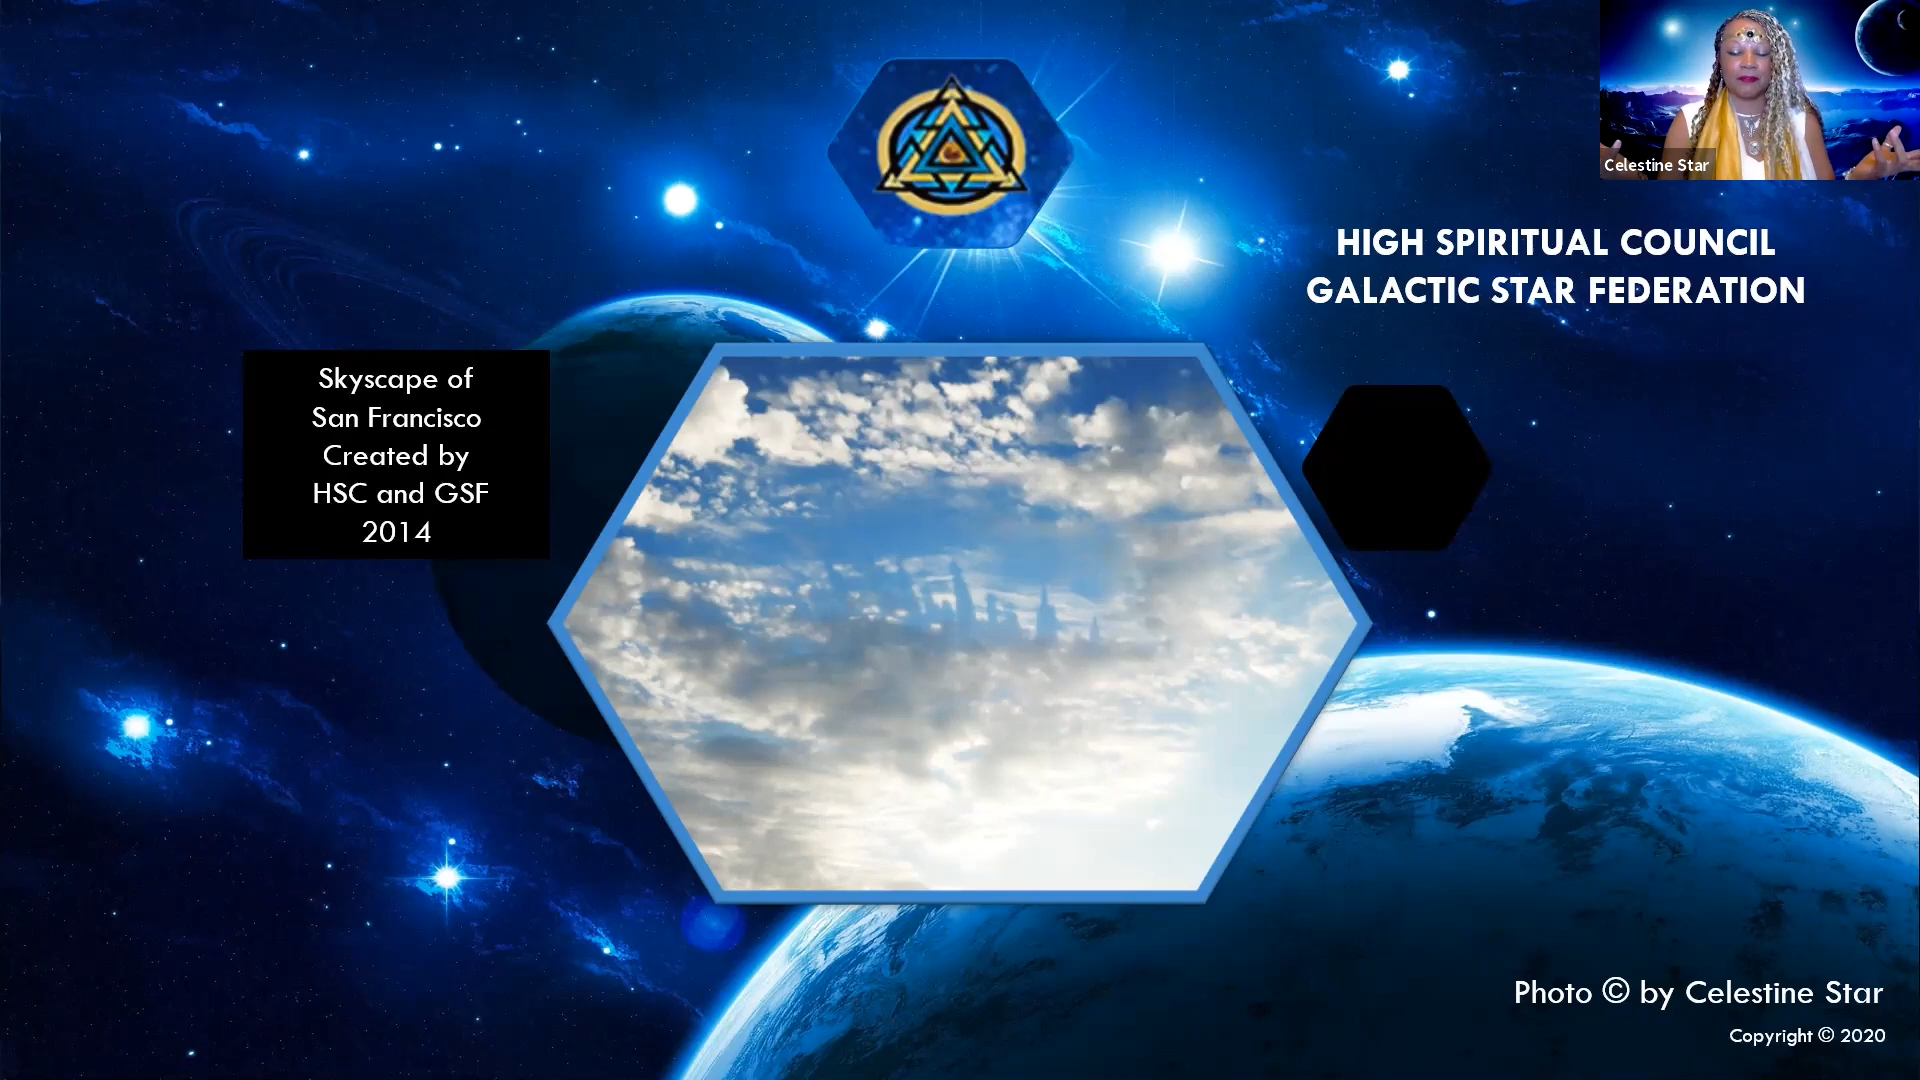 Celestine Star
HIGH SPIRITUAL COUNCIL
GALACTIC STAR FEDERATION
Skyscape of
San Francisco
Created by
HSC and GSF
2014
Photo © by Celestine Star
Copyright © 2020